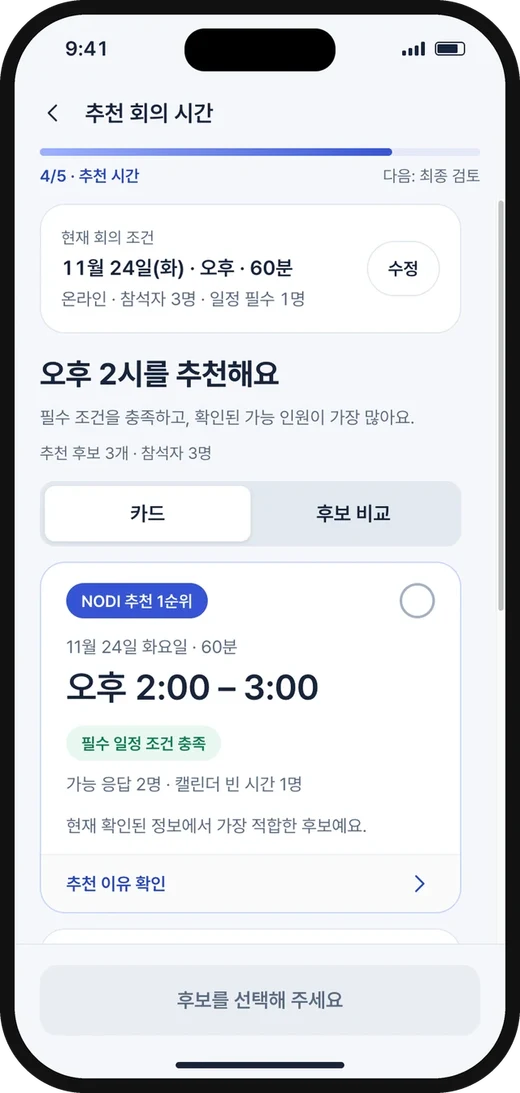 9:41
추천 회의 시간
4/5 · 추천 시간
다음: 최종 검토
현재 회의 조건
11월 24일(화) · 오후 · 60분
온라인 · 참석자 3명 · 일정 필수 1명
수정
오후 2시를 추천해요
필수 조건을 충족하고, 확인된 가능 인원이 가장 많아요.
추천 후보 3개 · 참석자 3명
카드
후보 비교
NODI 추천 1순위
11월 24일 화요일 · 60분
오후 2:00 – 3:00
필수 일정 조건 충족
가능 응답 2명 · 캘린더 빈 시간 1명
현재 확인된 정보에서 가장 적합한 후보예요.
추천 이유 확인
후보를 선택해 주세요